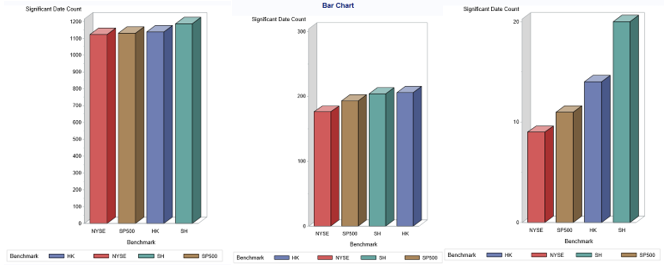 Significant Date Count
1200
1100
1000
900
800
700
600
500
400
300
200
100
0
NYSE SP500 HK SH
Benchmark
Benchmark HK NYSE SH SP500
Bar Chart
Significant Date Count
300
200
100
0
NYSE SP500 SH HK
Benchmark
Benchmark HK NYSE SH SP500
Significant Date Count
20
10
0
NYSE SP500 HK SH
Benchmark
Benchmark HK NYSE SH SP500